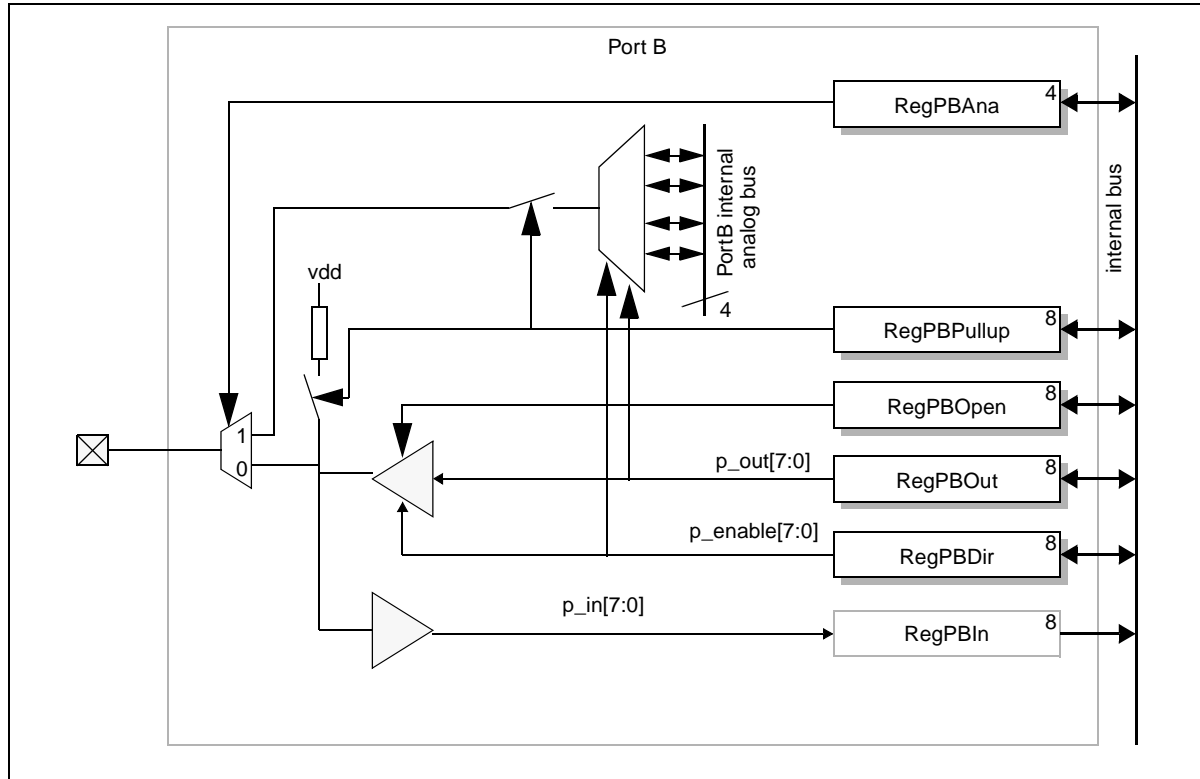 Port B
RegPBAna
4
PortB internal
analog bus
4
internal bus
vdd
RegPBPullup
8
RegPBOpen
8
1
0
p_out[7:0]
RegPBOut
8
p_enable[7:0]
RegPBDir
8
p_in[7:0]
RegPBIn
8